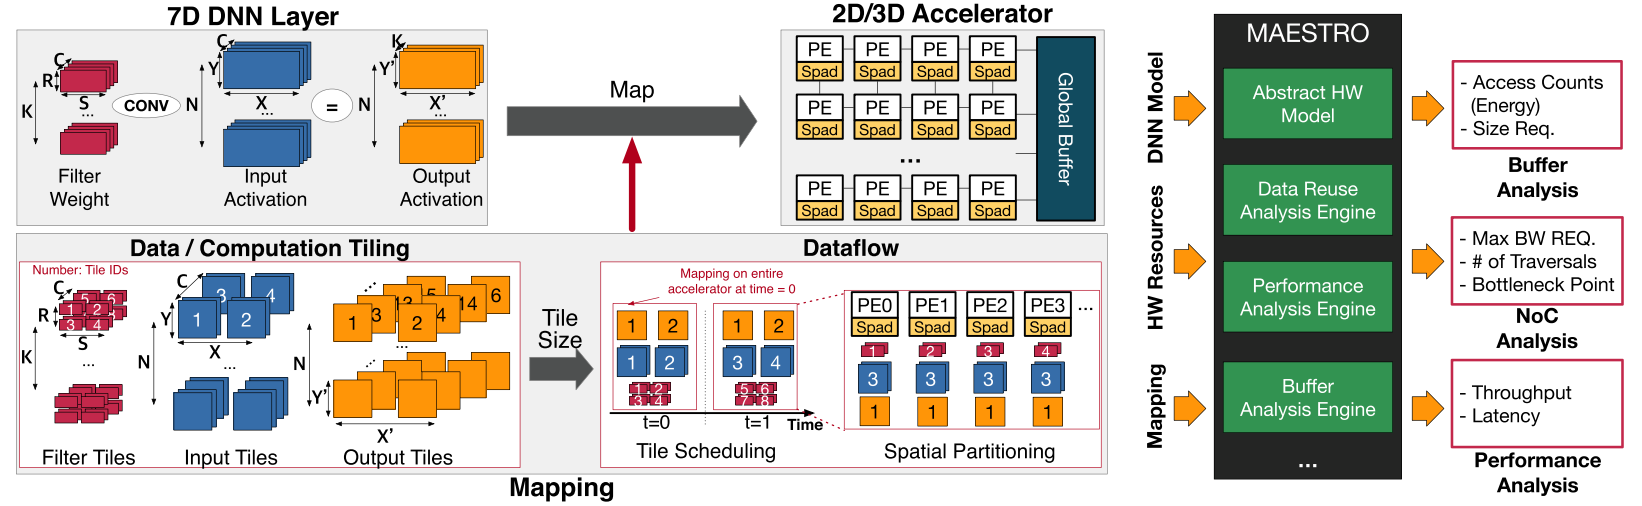 7D DNN Layer
C
R
S
...
K
CONV
C
Y
X
...
N
=
K
Y'
X'
...
N
Filter
Weight
Input
Activation
Output
Activation
Map
2D/3D Accelerator
PE PE PE PE
Spad Spad Spad Spad
PE PE PE PE
Spad Spad Spad Spad
...
PE PE PE PE
Spad Spad Spad Spad
Global Buffer
Data / Computation Tiling
Number: Tile IDs
C
5 6
R
1 2
3 4
S
K
...
Filter Tiles
C
3 4
Y
1 2
X
N
...
Input Tiles
...
13 5 14 6
1 3 2 4
...
N
Y'
X'
Output Tiles
Tile
Size
Dataflow
Mapping on entire
accelerator at time = 0
1 2 1 2
1 2 3 4
1 2 5 6
3 4 7 8
t=0 t=1 Time
Tile Scheduling
PE0 PE1 PE2 PE3 ...
Spad Spad Spad Spad
1 2 3 4
3 3 3 3
1 1 1 1
Spatial Partitioning
Mapping
DNN Model
HW Resources
Mapping
MAESTRO
Abstract HW
Model
Data Reuse
Analysis Engine
Performance
Analysis Engine
Buffer
Analysis Engine
...
- Access Counts
(Energy)
- Size Req.
Buffer
Analysis
- Max BW REQ.
- # of Traversals
- Bottleneck Point
NoC
Analysis
- Throughput
- Latency
Performance
Analysis